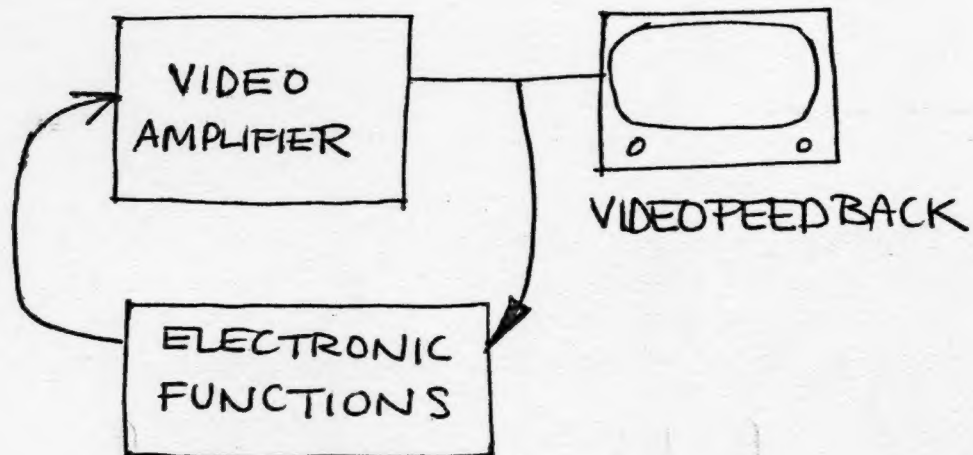 VIDEO
AMPLIFIER
VIDEOFEEDBACK
ELECTRONIC
FUNCTIONS